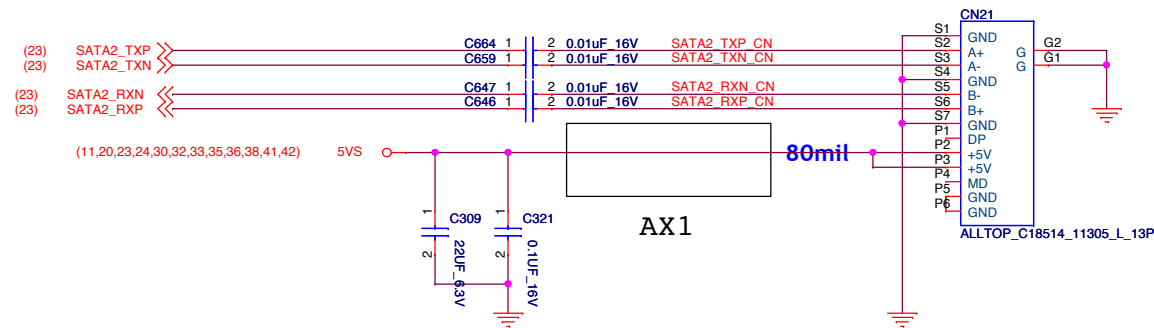 CN21
(23) SATA2_TXP C664 1 2 0.01uF_16V SATA2_TXP_CN
(23) SATA2_TXN C659 1 2 0.01uF_16V SATA2_TXN_CN
(23) SATA2_RXN C647 1 2 0.01uF_16V SATA2_RXN_CN
(23) SATA2_RXP C646 1 2 0.01uF_16V SATA2_RXP_CN
S1 GND
S2 A+ G G2
S3 A- G G1
S4 GND
S5 B-
S6 B+
S7 GND
P1 DP
P2 +5V
P3 +5V
P4 MD
P5 GND
P6 GND
ALLTOP_C18514_11305_L_13P
(11,20,23,24,30,32,33,35,36,38,41,42) 5VS
80mil
AX1
1 C309
2 22UF_6.3V
1 C321
2 0.1UF_16V